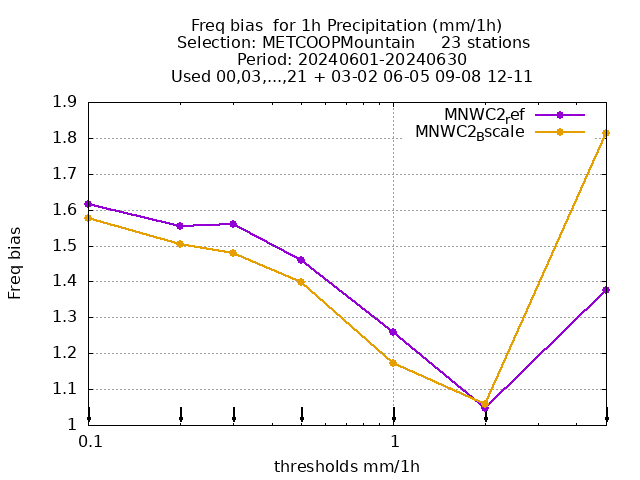 Freq bias  for 1h Precipitation (mm/1h)
Selection: METCOOPMountain     23 stations
Period: 20240601-20240630
Used 00,03,...,21 + 03-02 06-05 09-08 12-11
MNWC2ref
MNWC2Bscale
1.9
1.8
1.7
1.6
1.5
1.4
1.3
1.2
1.1
1
Freq bias
0.1
1
thresholds mm/1h